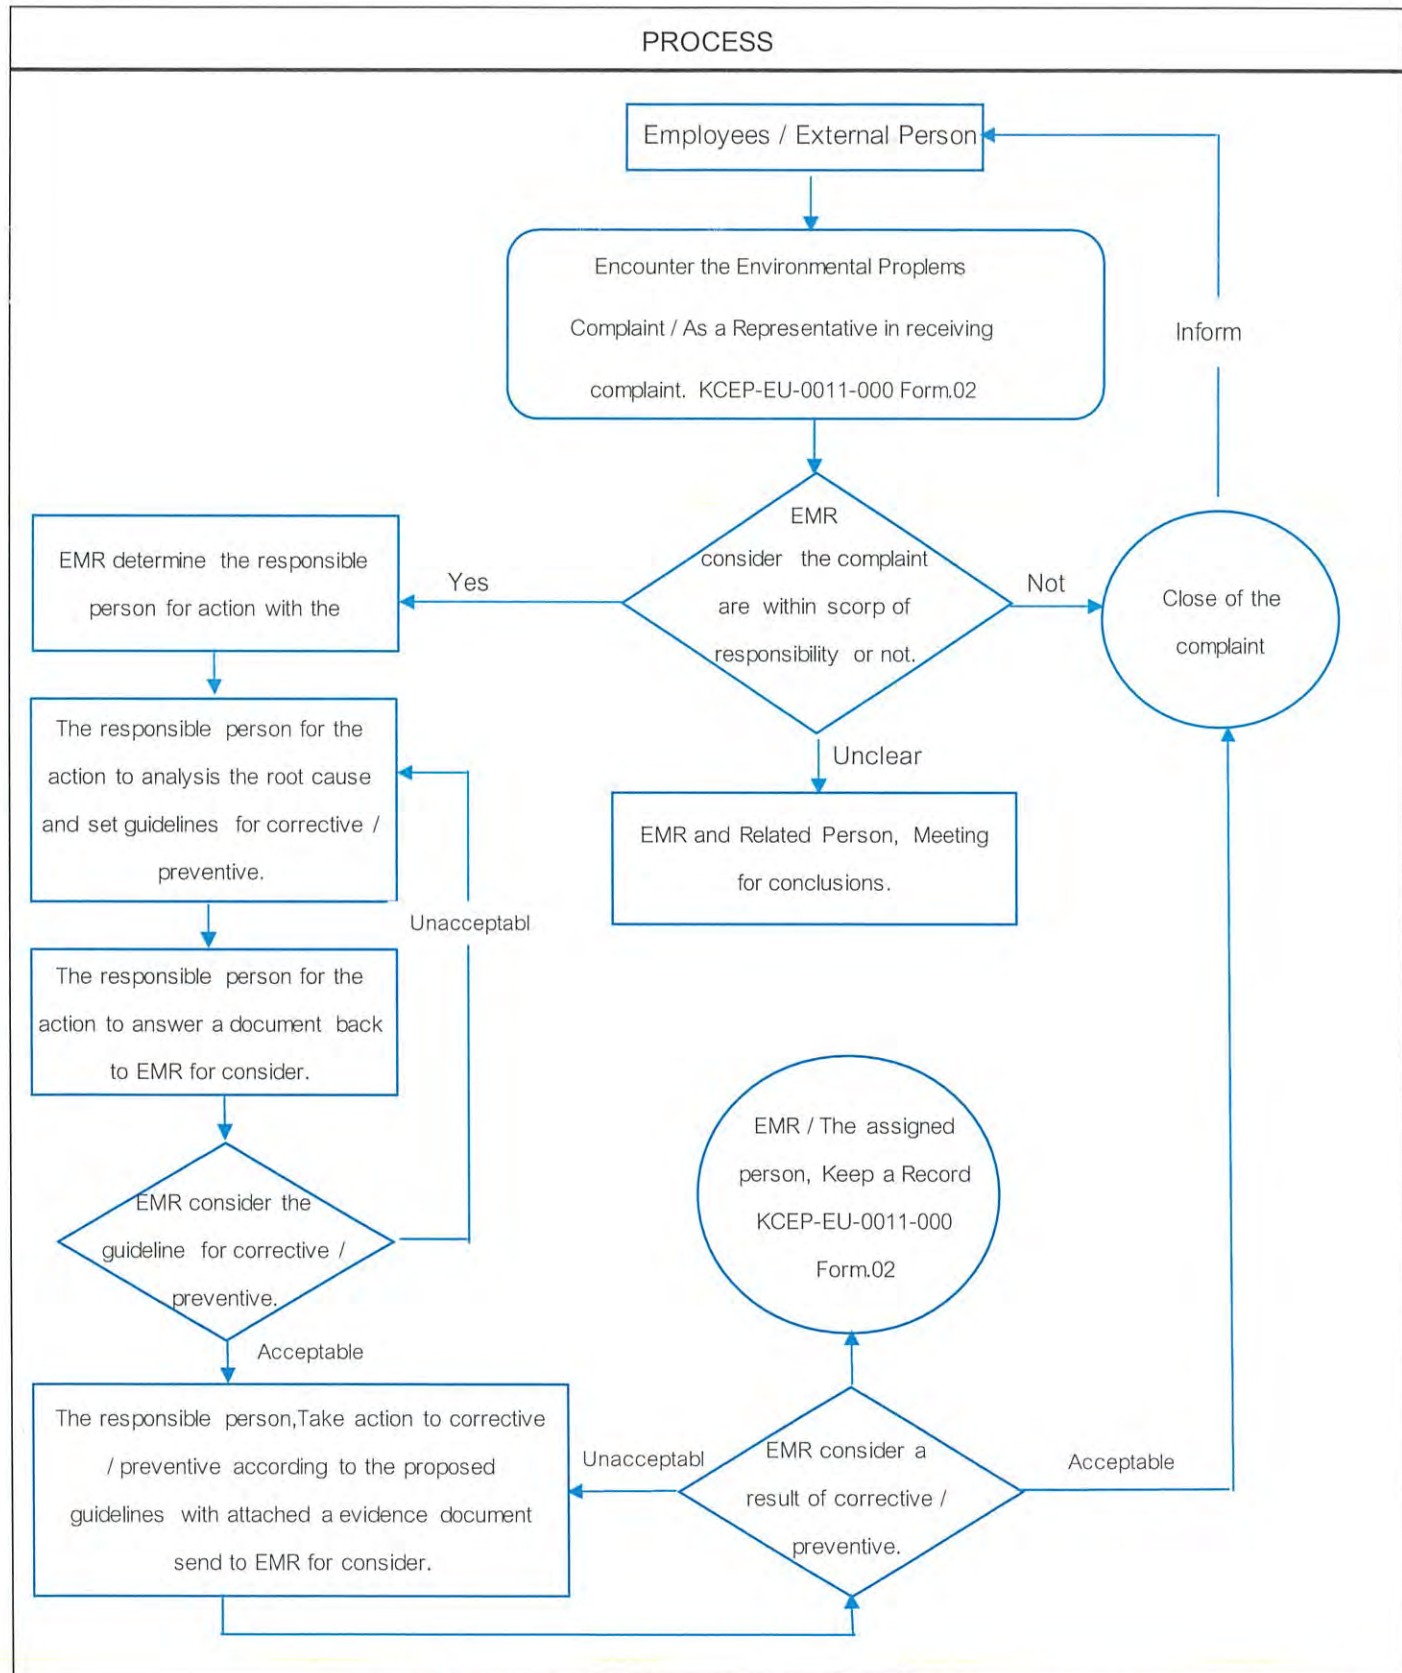 PROCESS
Employees / External Person
Encounter the Environmental Proplems
Complaint / As a Representative in receiving
complaint. KCEP-EU-0011-000 Form.02
Inform
EMR
consider the complaint
are within scorp of
responsibility or not.
Yes
Not
Unclear
EMR determine the responsible
person for action with the
Close of the
complaint
The responsible person for the
action to analysis the root cause
and set guidelines for corrective /
preventive.
EMR and Related Person, Meeting
for conclusions.
Unacceptabl
The responsible person for the
action to answer a document back
to EMR for consider.
EMR consider the
guideline for corrective /
preventive.
Acceptable
EMR / The assigned
person, Keep a Record
KCEP-EU-0011-000
Form.02
The responsible person,Take action to corrective
/ preventive according to the proposed
guidelines with attached a evidence document
send to EMR for consider.
Unacceptabl
EMR consider a
result of corrective /
preventive.
Acceptable